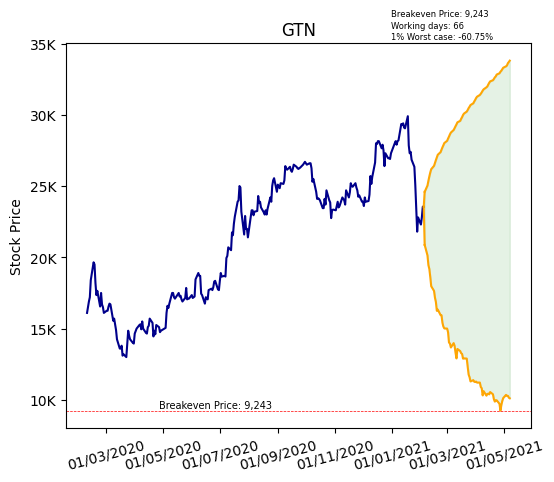 Breakeven Price: 9,243
Working days: 66
1% Worst case: -60.75%
GTN
Stock Price
35K
30K
25K
20K
15K
10K
Breakeven Price: 9,243
01/03/2020
01/05/2020
01/07/2020
01/09/2020
01/11/2020
01/01/2021
01/03/2021
01/05/2021